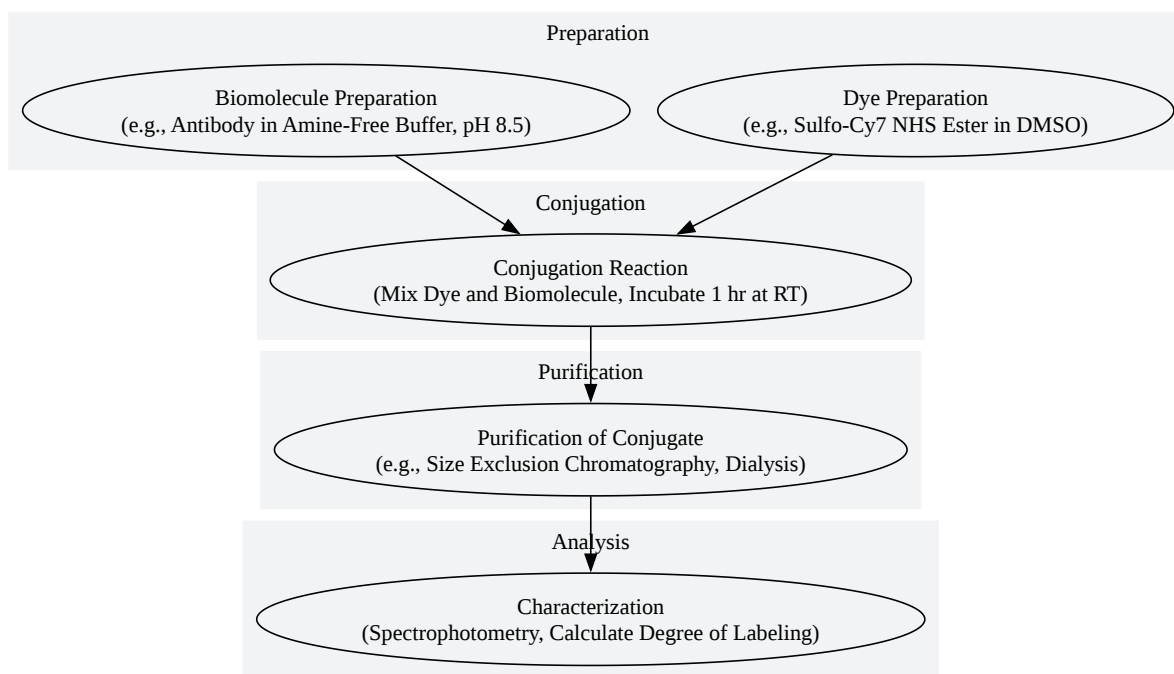 Preparation
Biomolecule Preparation
(e.g., Antibody in Amine-Free Buffer, pH 8.5)
Dye Preparation
(e.g., Sulfo-Cy7 NHS Ester in DMSO)
Conjugation
Conjugation Reaction
(Mix Dye and Biomolecule, Incubate 1 hr at RT)
Purification
Purification of Conjugate
(e.g., Size Exclusion Chromatography, Dialysis)
Analysis
Characterization
(Spectrophotometry, Calculate Degree of Labeling)